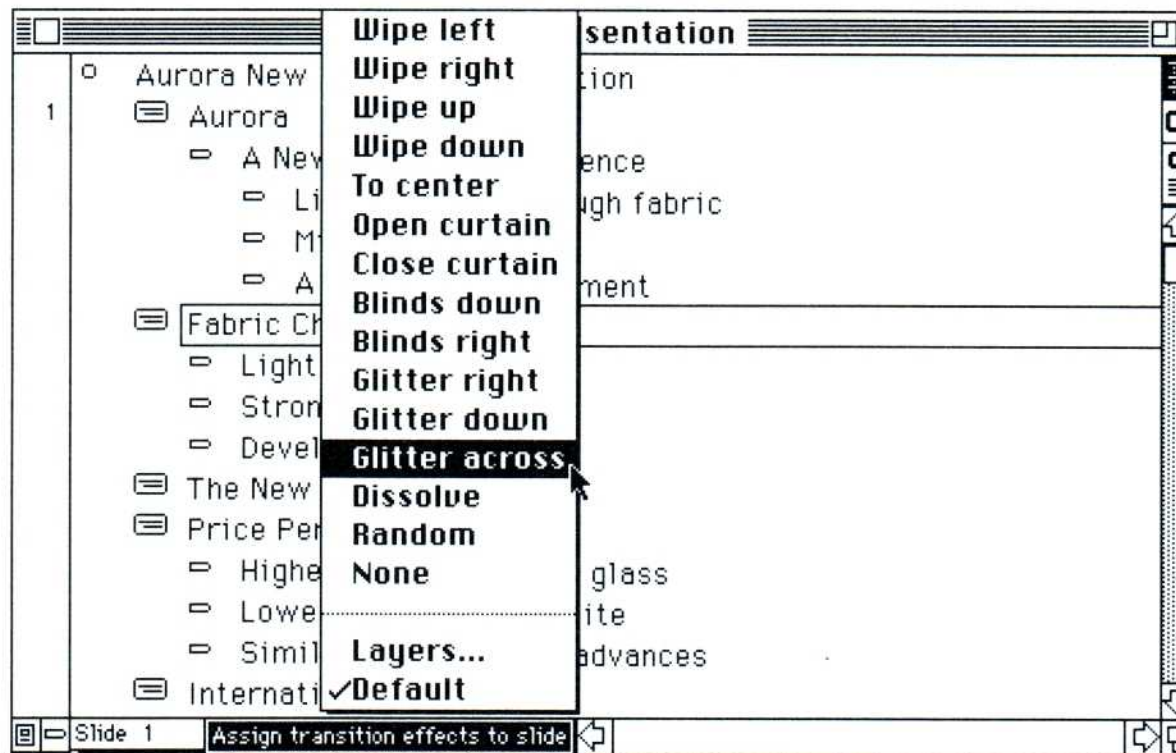 sentation
Aurora New
tion
1
Aurora
A New
ence
Li
ugh fabric
A
ment
Fabric Ch
Light
Stron
Devel
The New
Price Per
Highe
glass
Lowe
ite
Simil
advances
Internati
Wipe left
Wipe right
Wipe up
Wipe down
To center
Open curtain
Close curtain
Blinds down
Blinds right
Glitter right
Glitter down
Glitter across
Dissolve
Random
None
Layers...
✓Default
Slide 1
Assign transition effects to slide